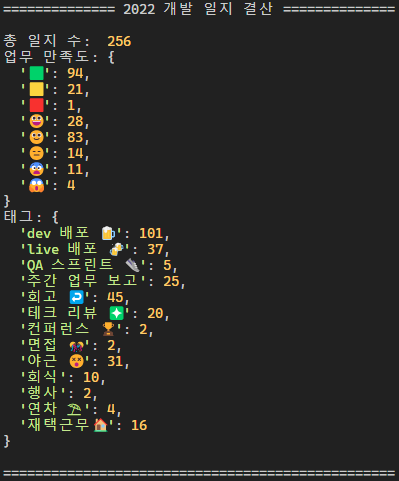 ============== 2022 개발 일지 결산 ==============
총 일지 수:  256
업무 만족도: {
  '🟩': 94,
  '🟨': 21,
  '🟥': 1,
  '😀': 28,
  '🙂': 83,
  '😑': 14,
  '😨': 11,
  '😱': 4
}
태그: {
  'dev 배포 🍺': 101,
  'live 배포 🍻': 37,
  'QA 스프린트 🔌': 5,
  '주간 업무 보고': 25,
  '회고 ↩️': 45,
  '테크 리뷰 ❇️': 20,
  '컨퍼런스 🏆': 2,
  '면접 🎊': 2,
  '야근 😵': 31,
  '회식': 10,
  '행사': 2,
  '연차 ⛱️': 4,
  '재택근무🏠': 16
}
=================================================